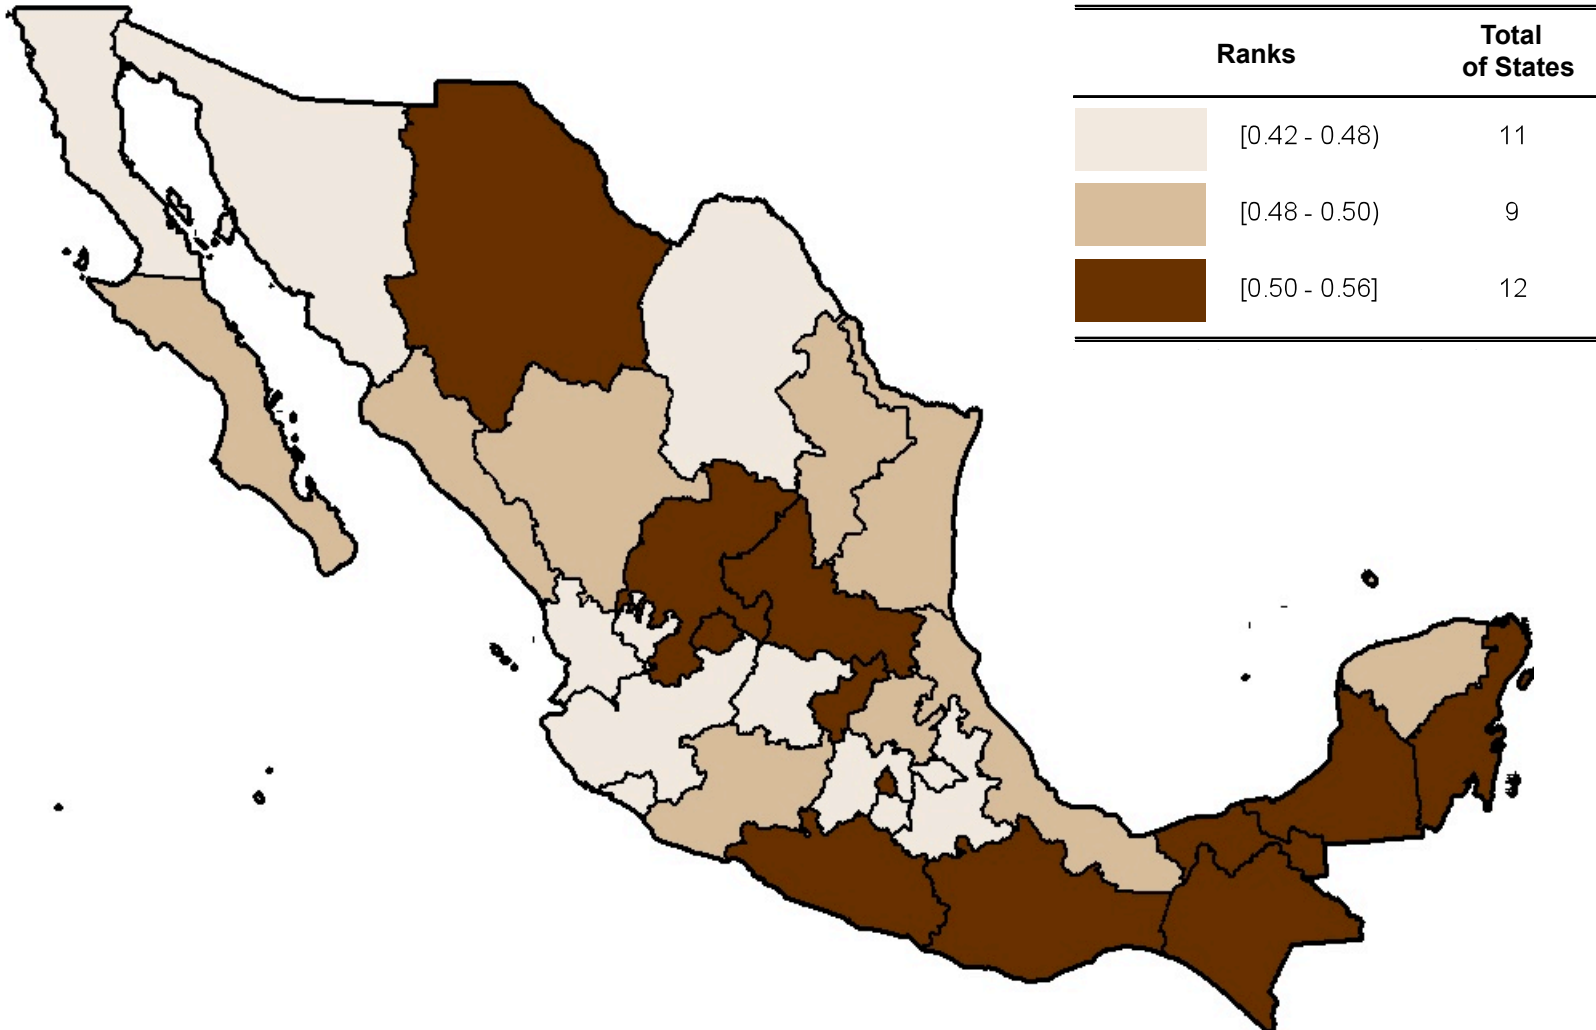 Ranks
Total
of States
[0.42 - 0.48)
11
[0.48 - 0.50)
9
[0.50 - 0.56]
12